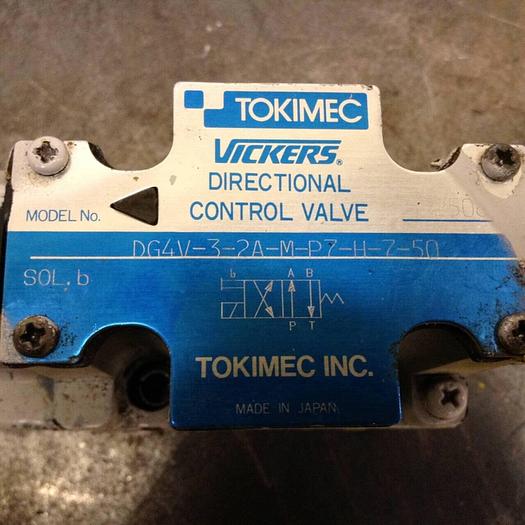 TOKIMEC
VICKERS®
DIRECTIONAL
CONTROL VALVE
MODEL No.
DG4V-3-2A-M-P7-H-7-50
SOL, b
b A B
P T
TOKIMEC INC.
MADE IN JAPAN